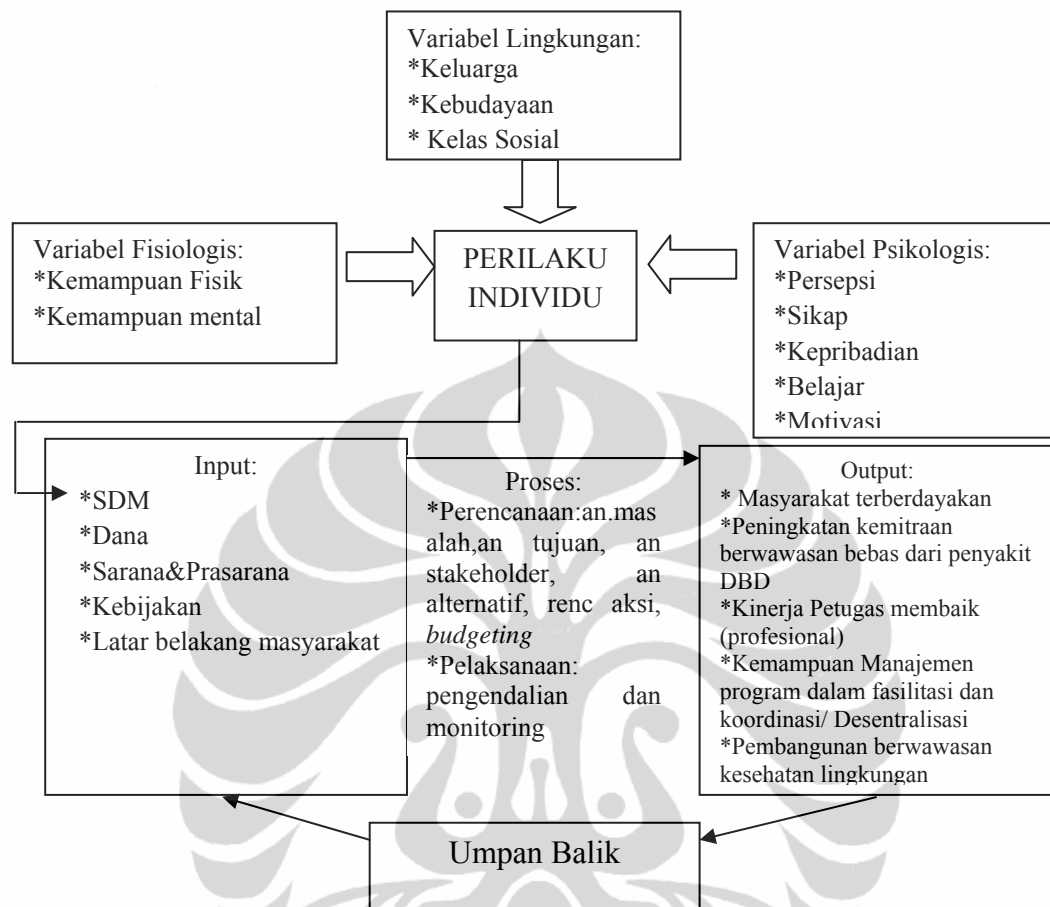 Variabel Lingkungan:
*Keluarga
*Kebudayaan
* Kelas Sosial
Variabel Fisiologis:
*Kemampuan Fisik
*Kemampuan mental
PERILAKU
INDIVIDU
Variabel Psikologis:
*Persepsi
*Sikap
*Kepribadian
*Belajar
*Motivasi
Input:
*SDM
*Dana
*Sarana&Prasarana
*Kebijakan
*Latar belakang masyarakat
Proses:
*Perencanaan:an.mas
alah,an tujuan, an
stakeholder, an
alternatif, renc aksi,
budgeting
*Pelaksanaan:
pengendalian dan
monitoring
Output:
* Masyarakat terberdayakan
*Peningkatan kemitraan
berwawasan bebas dari penyakit
DBD
*Kinerja Petugas membaik
(profesional)
*Kemampuan Manajemen
program dalam fasilitasi dan
koordinasi/ Desentralisasi
*Pembangunan berwawasan
kesehatan lingkungan
Umpan Balik